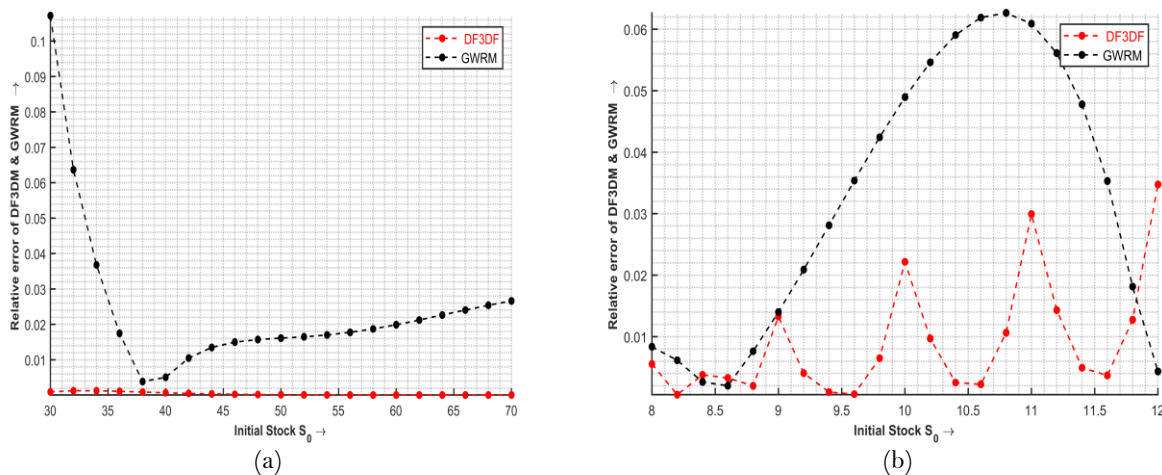 0.1
0.09
0.08
0.07
0.06
0.05
0.04
0.03
0.02
0.01
Relative error of DF3DM & GWRM →
DF3DF
GWRM
30 35 40 45 50 55 60 65 70
Initial Stock S₀ →
(a)
0.06
0.05
0.04
0.03
0.02
0.01
Relative error of DF3DM & GWRM →
DF3DF
GWRM
8 8.5 9 9.5 10 10.5 11 11.5 12
Initial Stock S₀ →
(b)